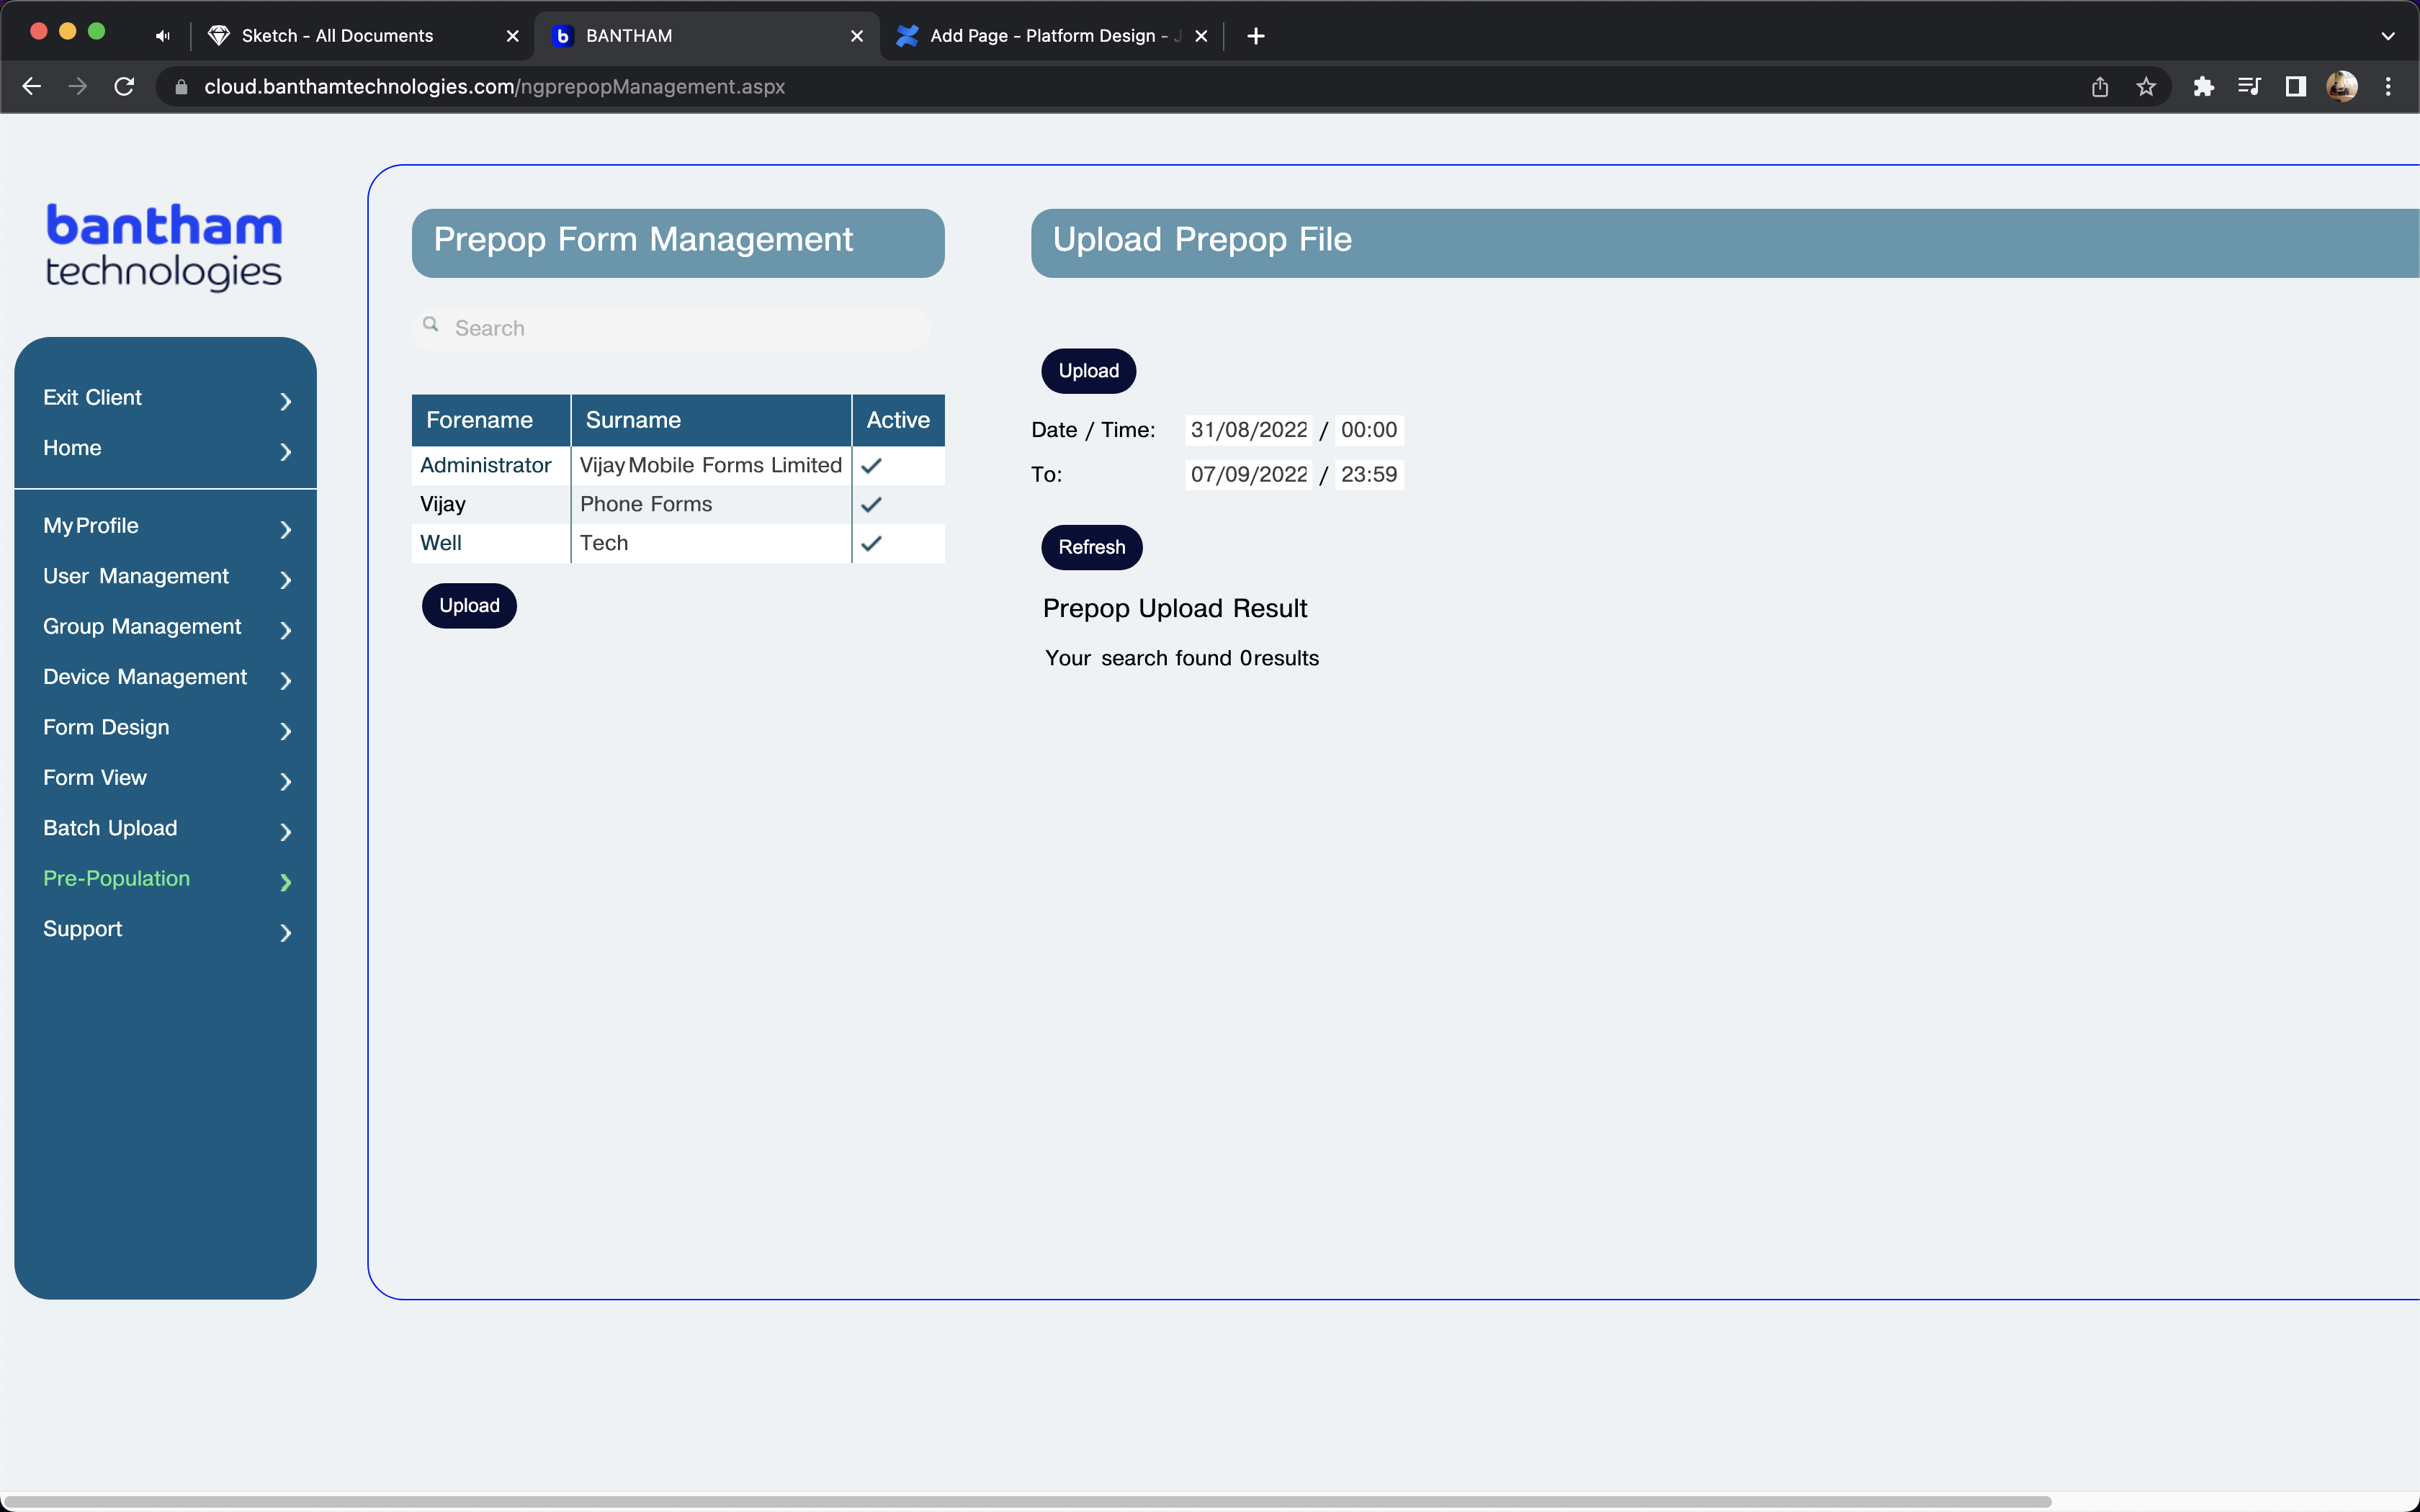 Sketch - All Documents
BANTHAM
Add Page - Platform Design -
cloud.banthamtechnologies.com/ngprepopManagement.aspx
bantham
technologies
Exit Client
Home
My Profile
User Management
Group Management
Device Management
Form Design
Form View
Batch Upload
Pre-Population
Support
Prepop Form Management
Search
Forename Surname Active
Administrator Vijay Mobile Forms Limited
Vijay Phone Forms
Well Tech
Upload
Upload Prepop File
Upload
Date / Time: 31/08/2022 / 00:00
To: 07/09/2022 / 23:59
Refresh
Prepop Upload Result
Your search found 0results